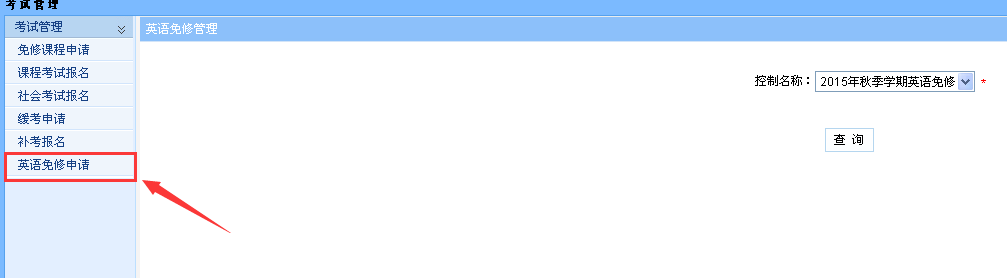 考试管理
考试管理
英语免修管理
免修课程申请
课程考试报名
控制名称： 2015年秋季学期英语免修 *
社会考试报名
缓考申请
补考报名
查 询
英语免修申请